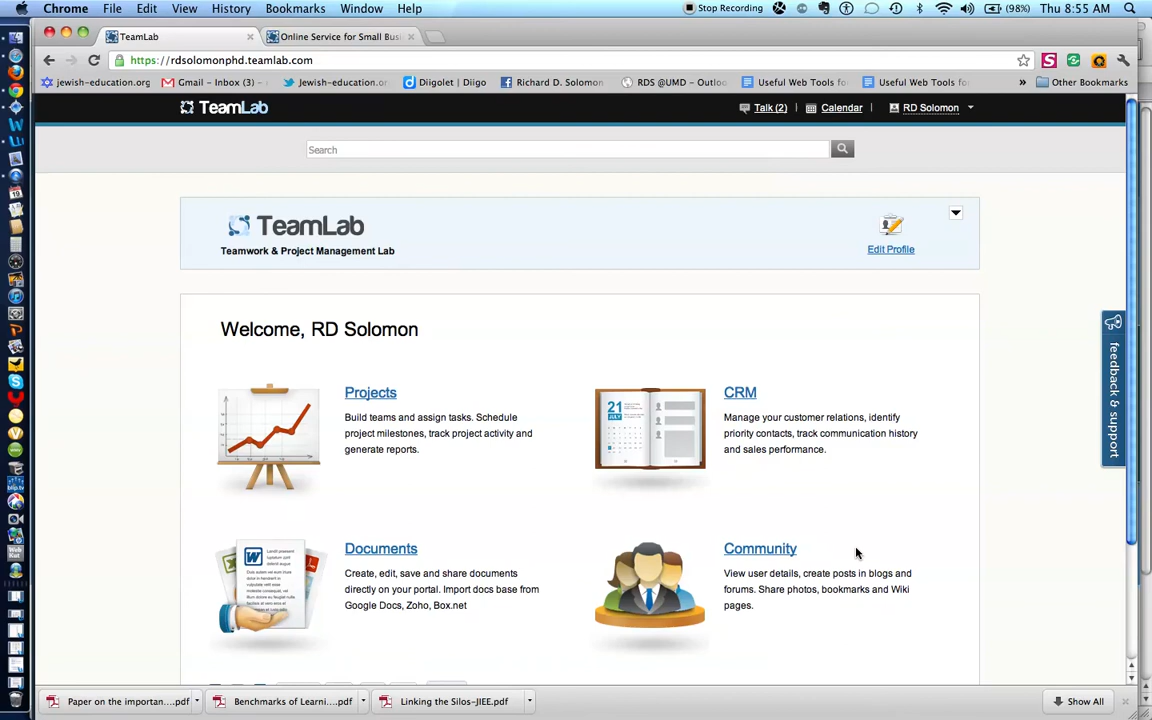 Chrome File Edit View History Bookmarks Window Help Stop Recording (98%) Thu 8:55 AM
TeamLab Online Service for Small Busi
https://rdsolomonphd.teamlab.com
jewish-education.org Gmail – Inbox (3) – Jewish-education.or Diigolet | Diigo Richard D. Solomon RDS @UMD – Outloo Useful Web Tools fo Useful Web Tools fo » Other Bookmarks
TeamLab Talk (2) Calendar RD Solomon
Search
TeamLab
Teamwork & Project Management Lab
Edit Profile
feedback & support
Welcome, RD Solomon
Projects
Build teams and assign tasks. Schedule
project milestones, track project activity and
generate reports.
CRM
Manage your customer relations, identify
priority contacts, track communication history
and sales performance.
21
JULY
Documents
Create, edit, save and share documents
directly on your portal. Import docs base from
Google Docs, Zoho, Box.net
Community
View user details, create posts in blogs and
forums. Share photos, bookmarks and Wiki
pages.
Paper on the importan....pdf Benchmarks of Learni....pdf Linking the Silos-JIEE.pdf Show All